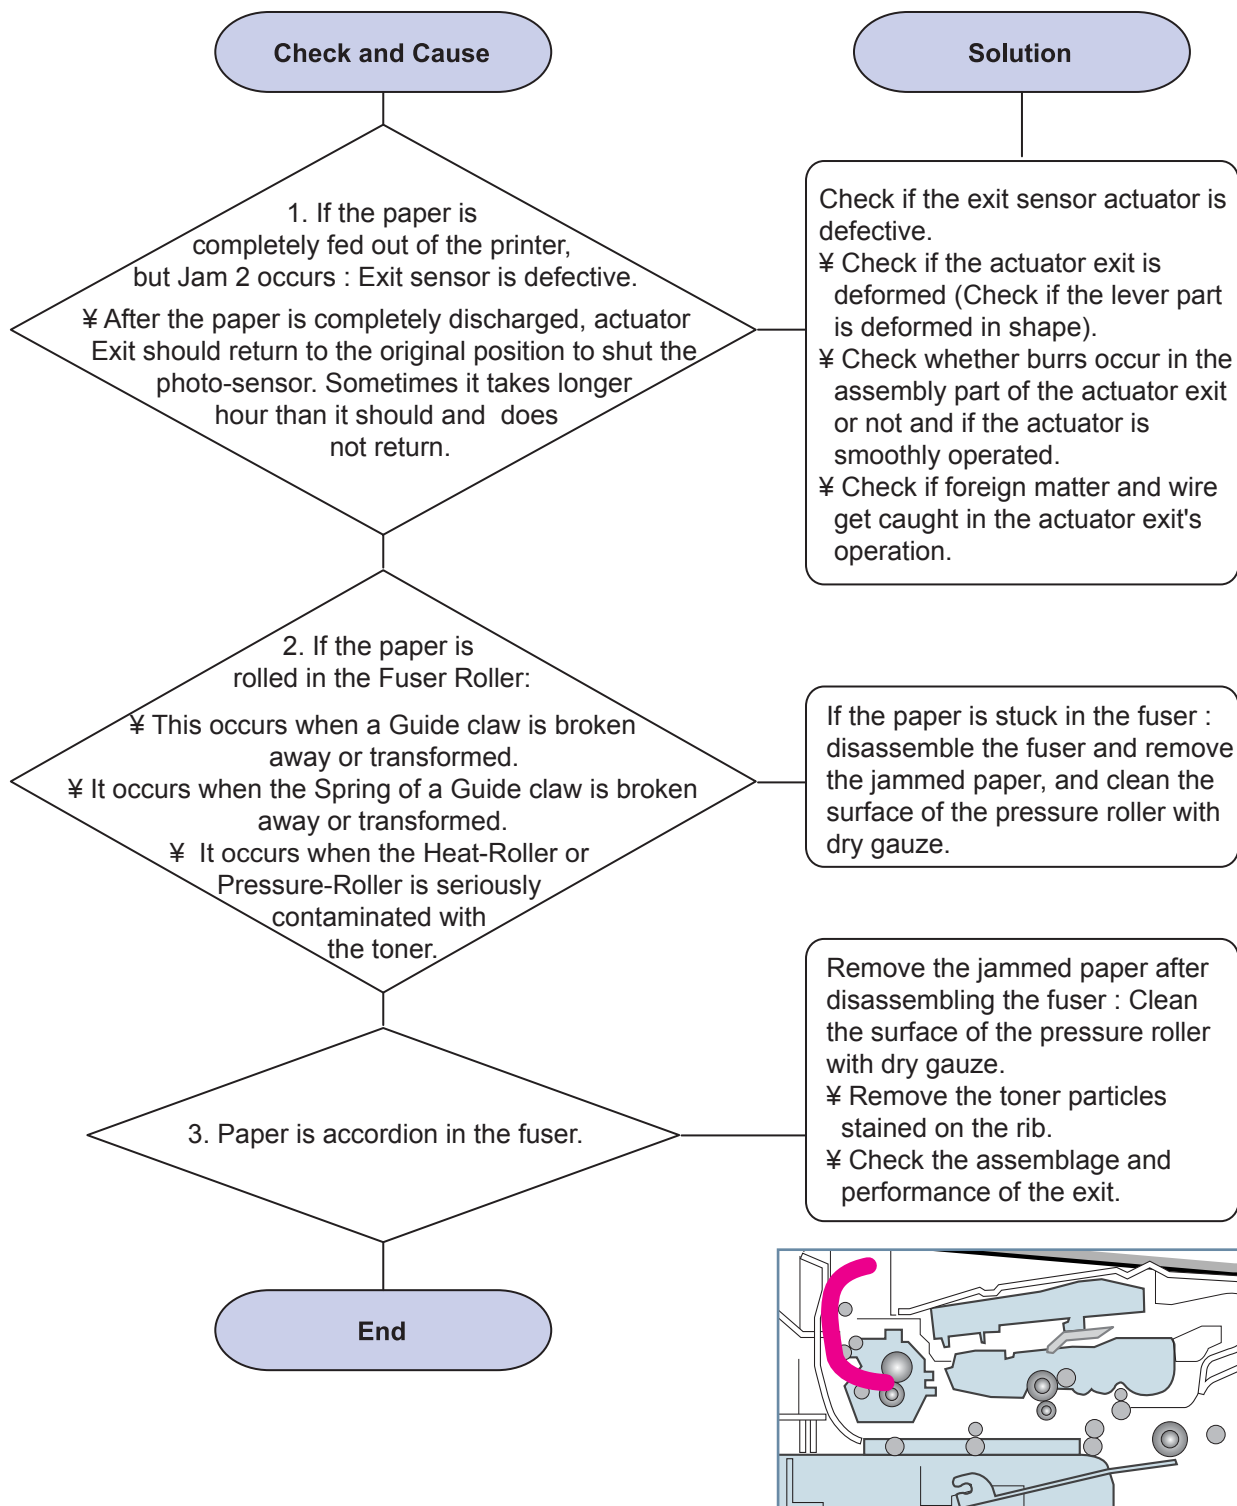 Check and Cause
Solution
1. If the paper is
completely fed out of the printer,
but Jam 2 occurs : Exit sensor is defective.
¥ After the paper is completely discharged, actuator
Exit should return to the original position to shut the
photo-sensor. Sometimes it takes longer
hour than it should and does
not return.
Check if the exit sensor actuator is
defective.
¥ Check if the actuator exit is
deformed (Check if the lever part
is deformed in shape).
¥ Check whether burrs occur in the
assembly part of the actuator exit
or not and if the actuator is
smoothly operated.
¥ Check if foreign matter and wire
get caught in the actuator exit's
operation.
2. If the paper is
rolled in the Fuser Roller:
¥ This occurs when a Guide claw is broken
away or transformed.
¥ It occurs when the Spring of a Guide claw is broken
away or transformed.
¥ It occurs when the Heat-Roller or
Pressure-Roller is seriously
contaminated with
the toner.
If the paper is stuck in the fuser :
disassemble the fuser and remove
the jammed paper, and clean the
surface of the pressure roller with
dry gauze.
3. Paper is accordion in the fuser.
Remove the jammed paper after
disassembling the fuser : Clean
the surface of the pressure roller
with dry gauze.
¥ Remove the toner particles
stained on the rib.
¥ Check the assemblage and
performance of the exit.
End